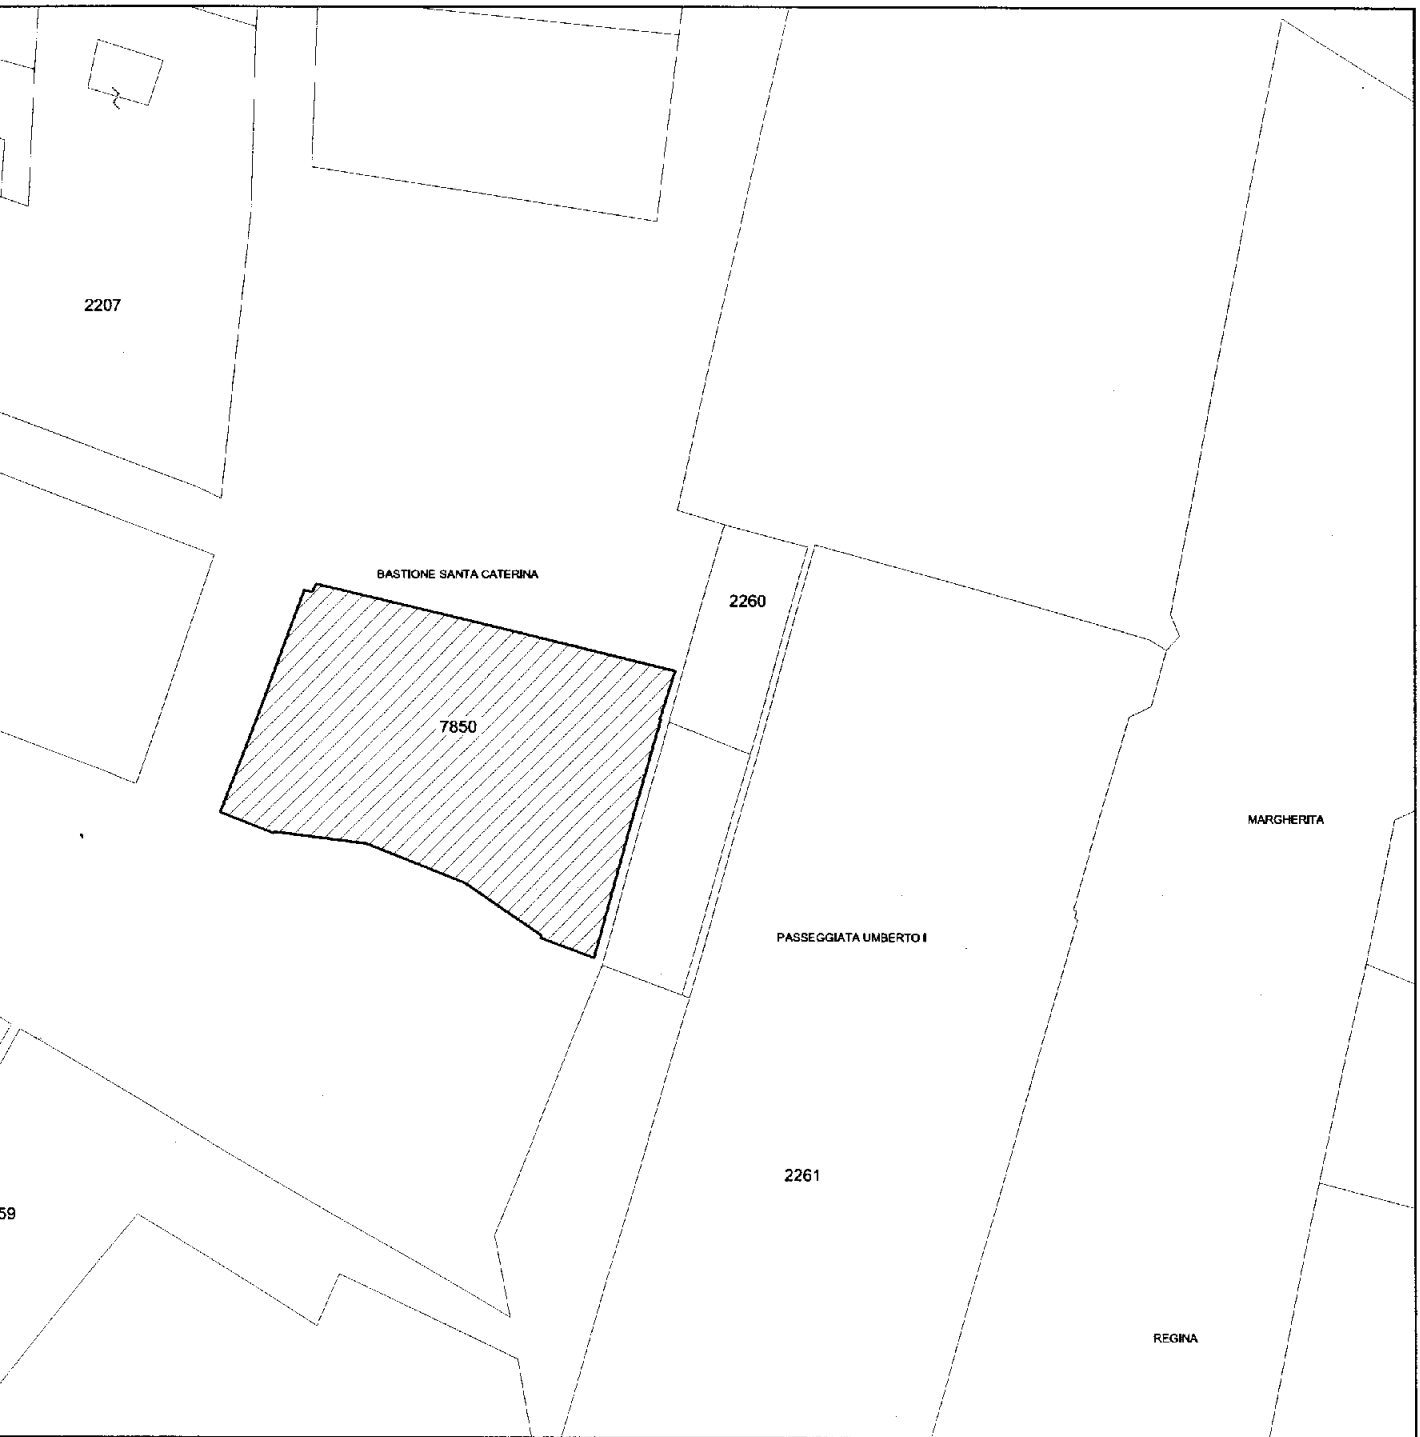 2207
BASTIONE SANTA CATERINA
2260
7850
MARGHERITA
PASSEGGIATA UMBERTO I
2261
59
REGINA